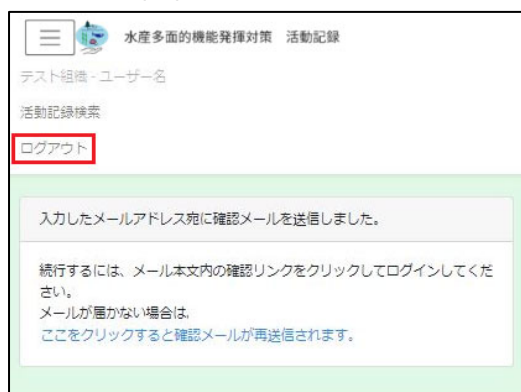 水産多面的機能発揮対策　活動記録
テスト組織 - ユーザー名
活動記録検索
ログアウト
入力したメールアドレス宛に確認メールを送信しました。
続行するには、メール本文内の確認リンクをクリックしてログインしてくだ
さい。
メールが届かない場合は、
ここをクリックすると確認メールが再送信されます。